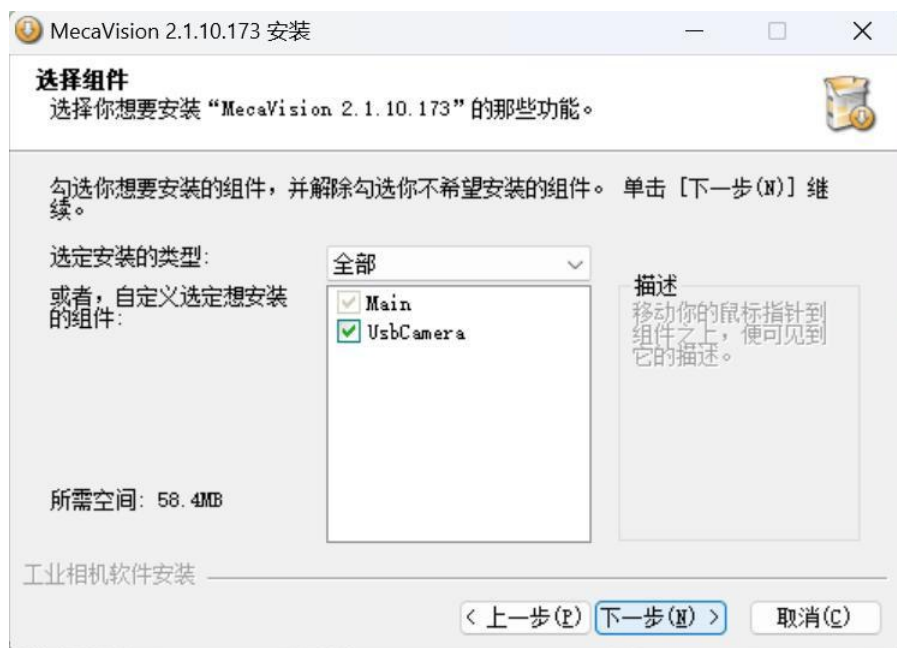 MecaVision 2.1.10.173 安装
选择组件
选择你想要安装“MecaVision 2.1.10.173”的那些功能。
勾选你想要安装的组件，并解除勾选你不希望安装的组件。 单击 [下一步(N)] 继
续。
选定安装的类型:
全部
或者，自定义选定想安装
的组件:
Main
UsbCamera
描述
移动你的鼠标指针到
组件之上，便可见到
它的描述。
所需空间: 58.4MB
工业相机软件安装
< 上一步(P)
下一步(N) >
取消(C)